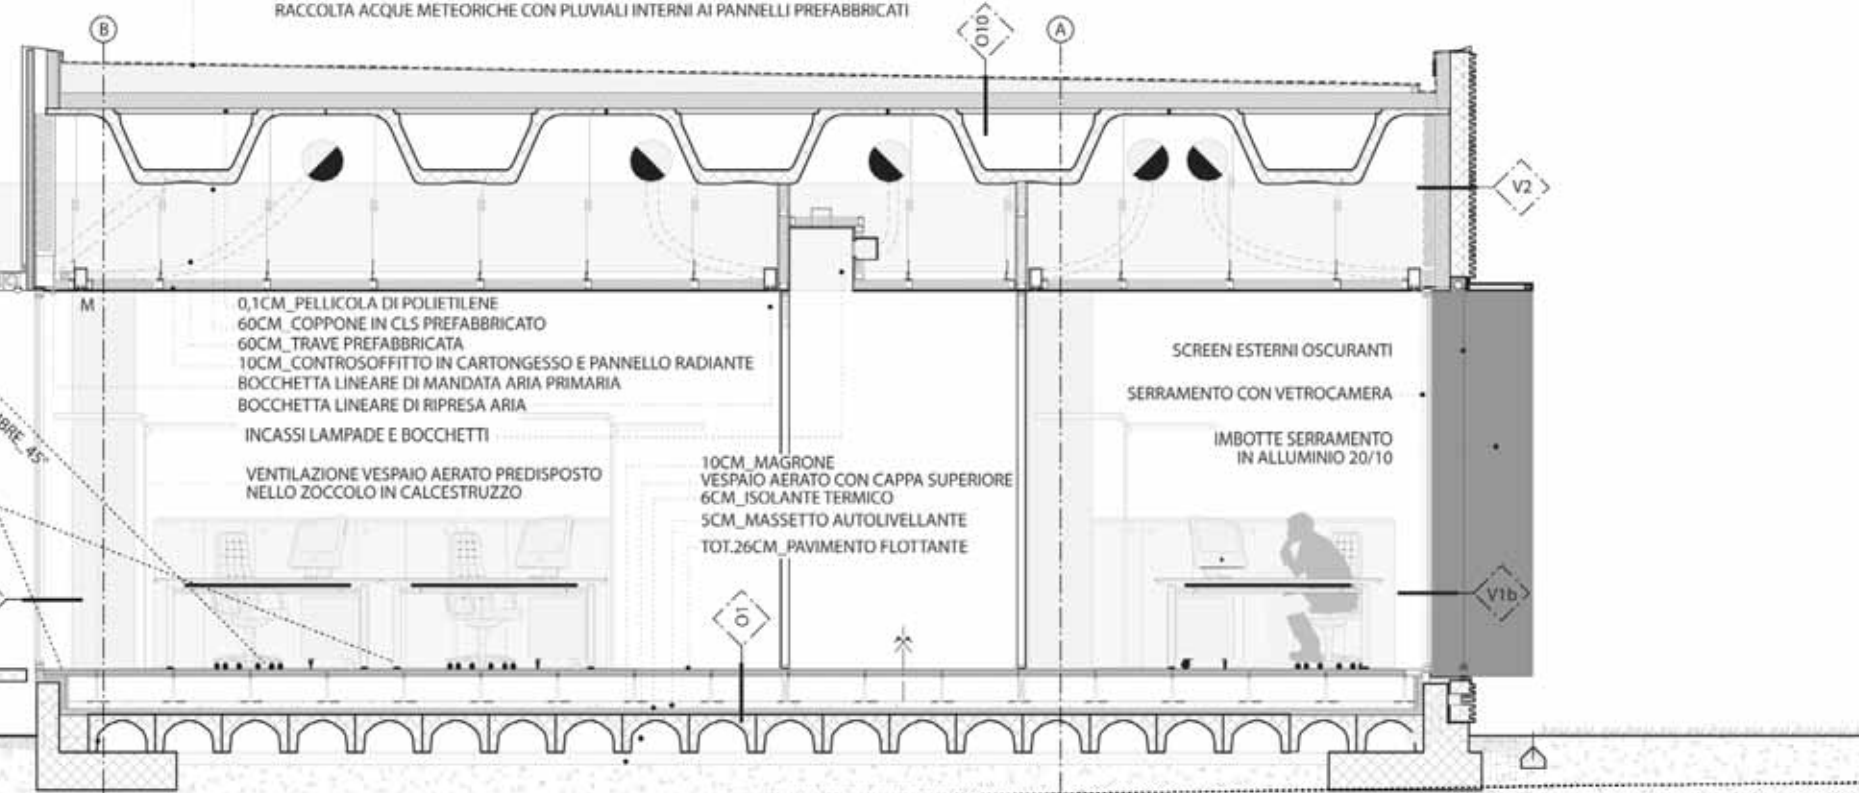 RACCOLTA ACQUE METEORICHE CON PLUVIALI INTERNI AI PANNELLI PREFABBRICATI
B
O10
A
V2
M
0,1CM_PELLICOLA DI POLIETILENE
60CM_COPPONE IN CLS PREFABBRICATO
60CM_TRAVE PREFABBRICATA
10CM_CONTROSOFFITTO IN CARTONGESSO E PANNELLO RADIANTE
BOCCHETTA LINEARE DI MANDATA ARIA PRIMARIA
BOCCHETTA LINEARE DI RIPRESA ARIA
INCASSI LAMPADE E BOCCHETTI
VENTILAZIONE VESPAIO AERATO PREDISPOSTO
NELLO ZOCCOLO IN CALCESTRUZZO
10CM_MAGRONE
VESPAIO AERATO CON CAPPA SUPERIORE
6CM_ISOLANTE TERMICO
5CM_MASSETTO AUTOLIVELLANTE
TOT.26CM_PAVIMENTO FLOTTANTE
SCREEN ESTERNI OSCURANTI
SERRAMENTO CON VETROCAMERA
IMBOTTE SERRAMENTO
IN ALLUMINIO 20/10
BRE_45°
O1
V1b